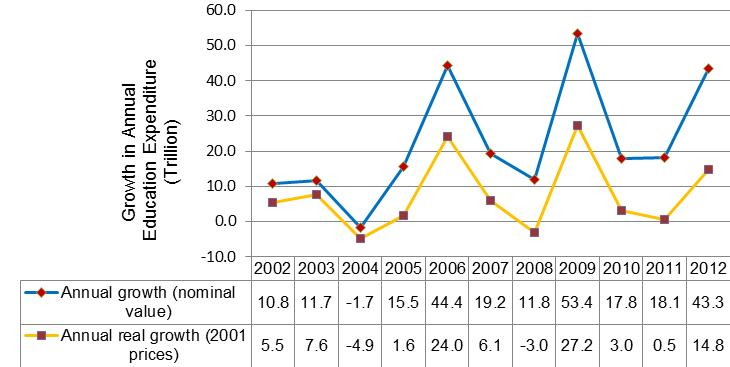 60.0
50.0
40.0
30.0
20.0
10.0
0.0
-10.0
Growth in Annual
Education Expenditure
(Trillion)
2002 2003 2004 2005 2006 2007 2008 2009 2010 2011 2012
Annual growth (nominal
value) 10.8 11.7 -1.7 15.5 44.4 19.2 11.8 53.4 17.8 18.1 43.3
Annual real growth (2001
prices) 5.5 7.6 -4.9 1.6 24.0 6.1 -3.0 27.2 3.0 0.5 14.8